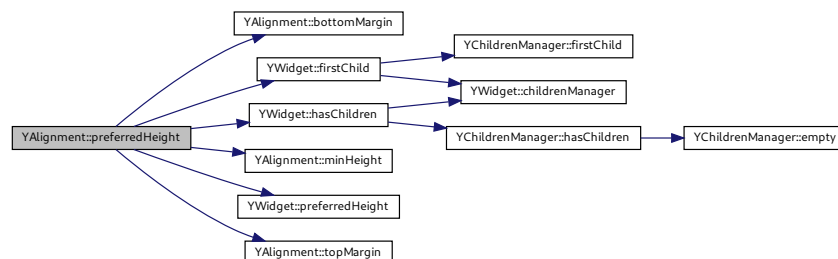 YAlignment::bottomMargin
YChildrenManager::firstChild
YWidget::firstChild
YWidget::childrenManager
YWidget::hasChildren
YAlignment::preferredHeight
YChildrenManager::hasChildren
YChildrenManager::empty
YAlignment::minHeight
YWidget::preferredHeight
YAlignment::topMargin